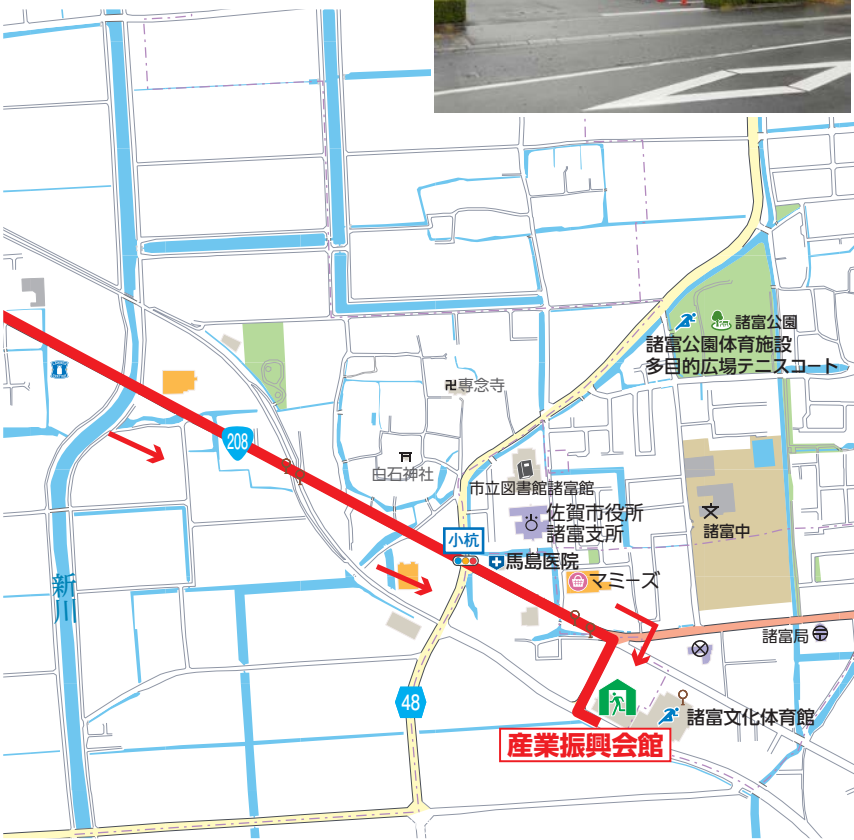 諸富公園
諸富公園体育施設
多目的広場テニスコート
専念寺
208
白石神社
市立図書館諸富館
佐賀市役所
諸富支所
諸富中
小杭
馬島医院
マミーズ
新川
諸富局
48
諸富文化体育館
産業振興会館